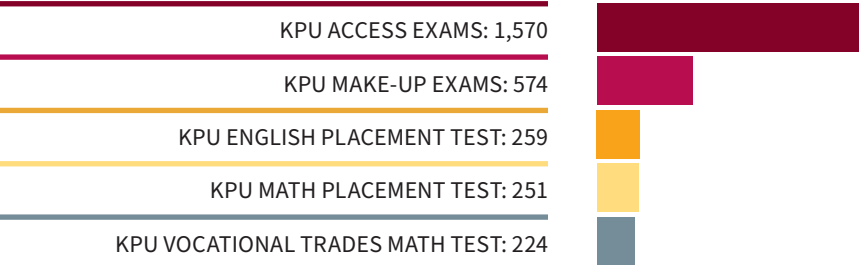 KPU ACCESS EXAMS: 1,570
KPU MAKE-UP EXAMS: 574
KPU ENGLISH PLACEMENT TEST: 259
KPU MATH PLACEMENT TEST: 251
KPU VOCATIONAL TRADES MATH TEST: 224